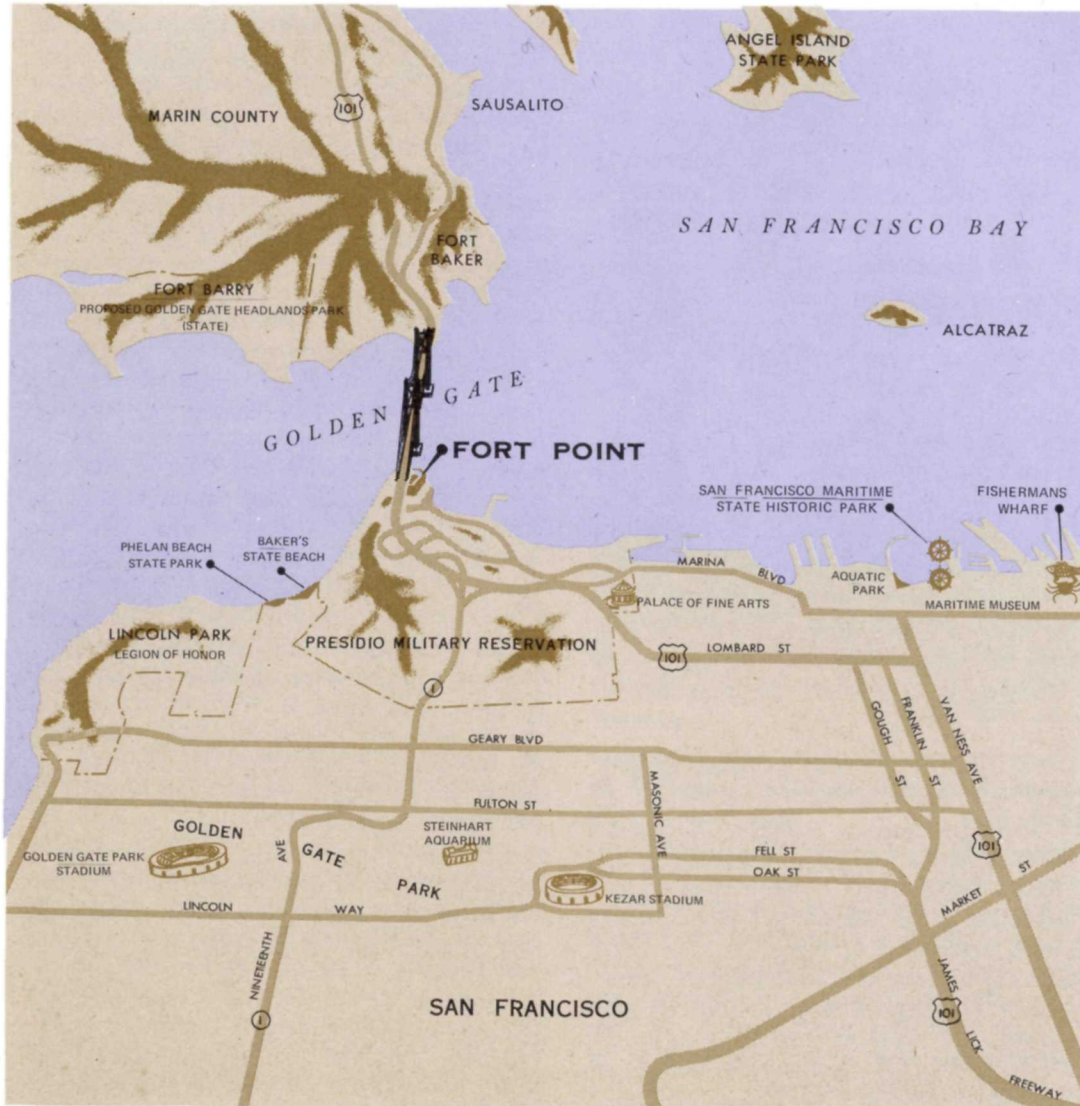 ANGEL ISLAND
STATE PARK
MARIN COUNTY
101
SAUSALITO
SAN FRANCISCO BAY
FORT
BAKER
FORT BARRY
PROPOSED GOLDEN GATE HEADLANDS PARK
(STATE)
ALCATRAZ
GOLDEN GATE
FORT POINT
SAN FRANCISCO MARITIME
STATE HISTORIC PARK
FISHERMANS
WHARF
PHELAN BEACH
STATE PARK
BAKER'S
STATE BEACH
MARINA BLVD
AQUATIC
PARK
PALACE OF FINE ARTS
MARITIME MUSEUM
LINCOLN PARK
LEGION OF HONOR
PRESIDIO MILITARY RESERVATION
101
LOMBARD ST
1
GOUGH ST
FRANKLIN ST
VAN NESS AVE
GEARY BLVD
MASONIC AVE
FULTON ST
GOLDEN GATE PARK
STEINHART
AQUARIUM
GOLDEN GATE PARK
STADIUM
FELL ST
OAK ST
101
KEZAR STADIUM
LINCOLN WAY
MARKET ST
NINETEENTH AVE
1
SAN FRANCISCO
JAMES LICK FREEWAY
101